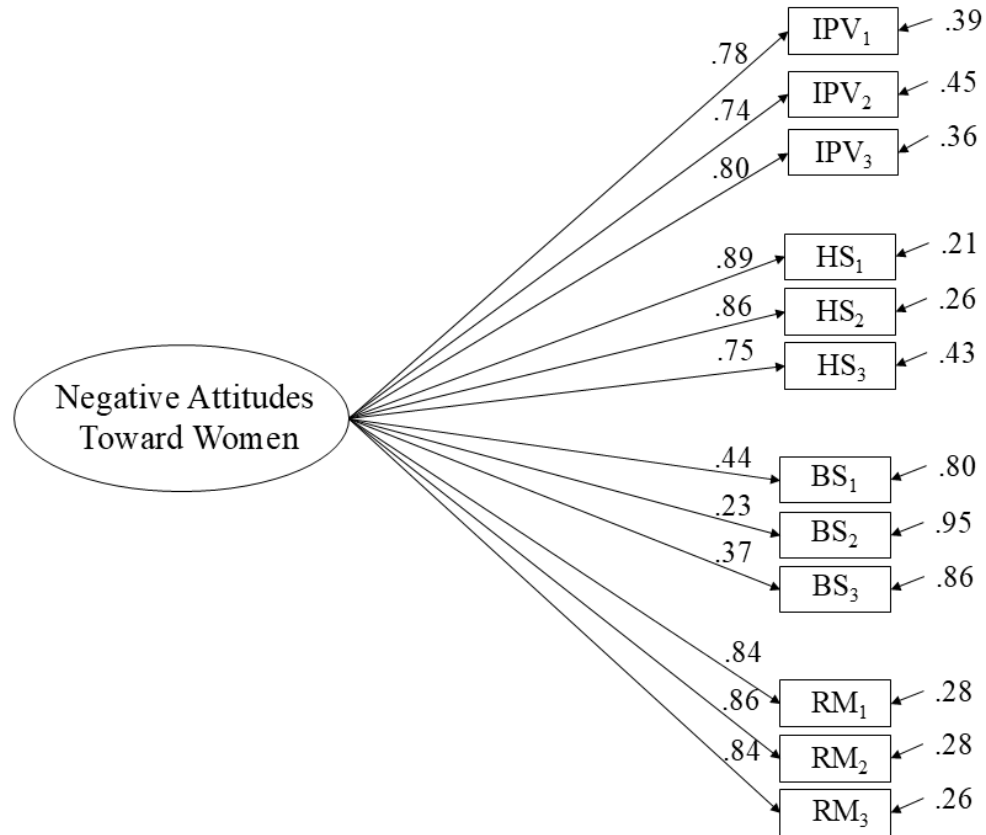 IPV₁ .39
.78
IPV₂ .45
.74
IPV₃ .36
.80
HS₁ .21
.89
HS₂ .26
.86
HS₃ .43
.75
Negative Attitudes
Toward Women
.44
BS₁ .80
.23
BS₂ .95
.37
BS₃ .86
.84
RM₁ .28
.86
RM₂ .28
.84
RM₃ .26